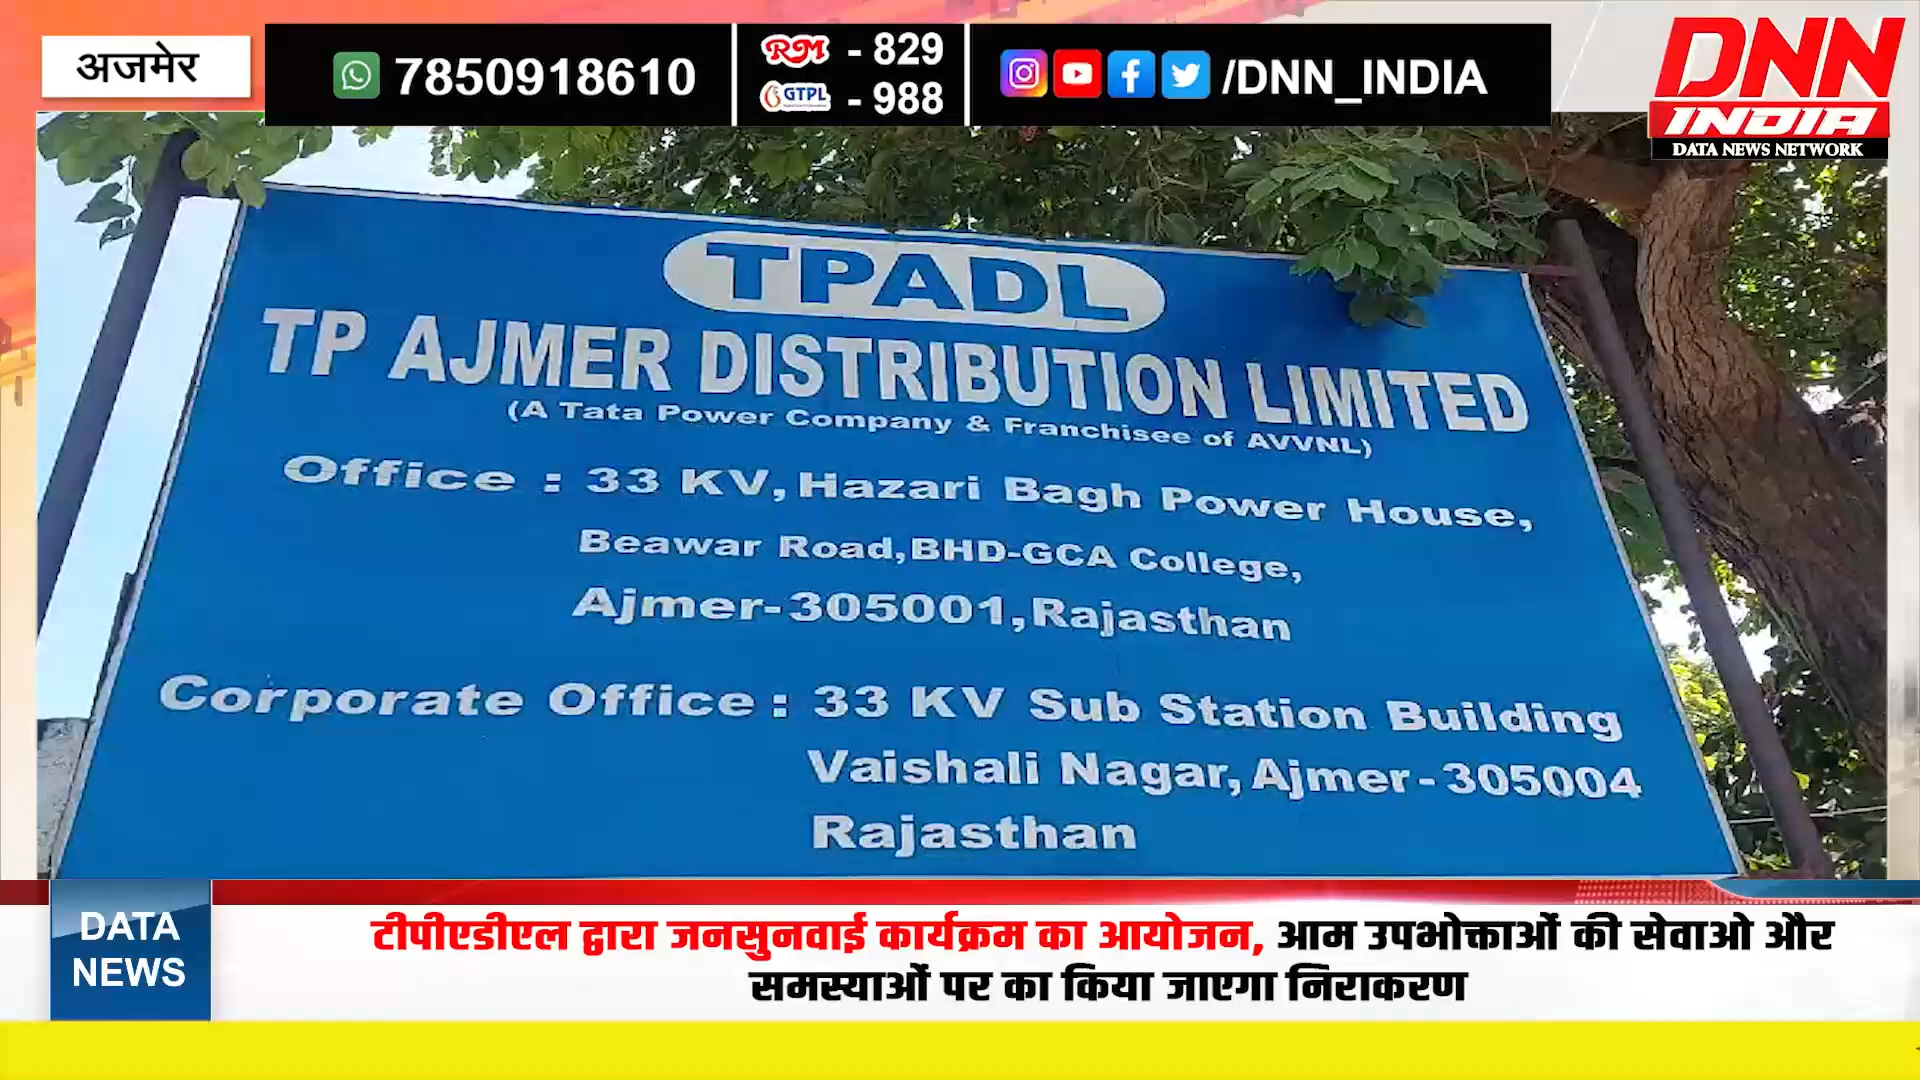 अजमेर
7850918610
RM - 829
GTPL - 988
/DNN_INDIA
DNN
INDIA
DATA NEWS NETWORK
TPADL
TP AJMER DISTRIBUTION LIMITED
(A Tata Power Company & Franchisee of AVVNL)
Office : 33 KV, Hazari Bagh Power House,
Beawar Road,BHD-GCA College,
Ajmer-305001,Rajasthan
Corporate Office : 33 KV Sub Station Building
Vaishali Nagar, Ajmer-305004
Rajasthan
DATA
NEWS
टीपीएडीएल द्वारा जनसुनवाई कार्यक्रम का आयोजन, आम उपभोक्ताओं की सेवाओ और
समस्याओं पर का किया जाएगा निराकरण